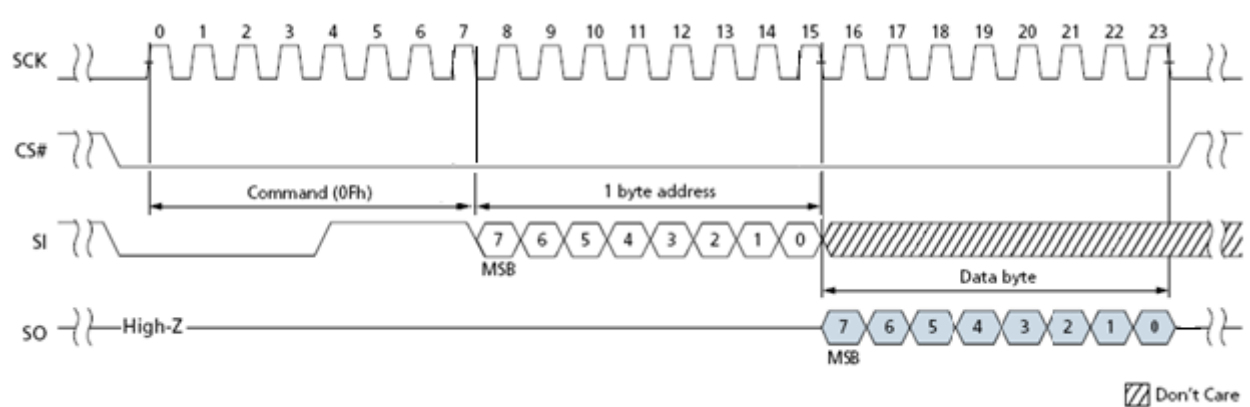 0 1 2 3 4 5 6 7 8 9 10 11 12 13 14 15 16 17 18 19 20 21 22 23
SCK
CS#
Command (0Fh) 1 byte address
SI 7 6 5 4 3 2 1 0
MSB
Data byte
SO High-Z 7 6 5 4 3 2 1 0
MSB
Don't Care